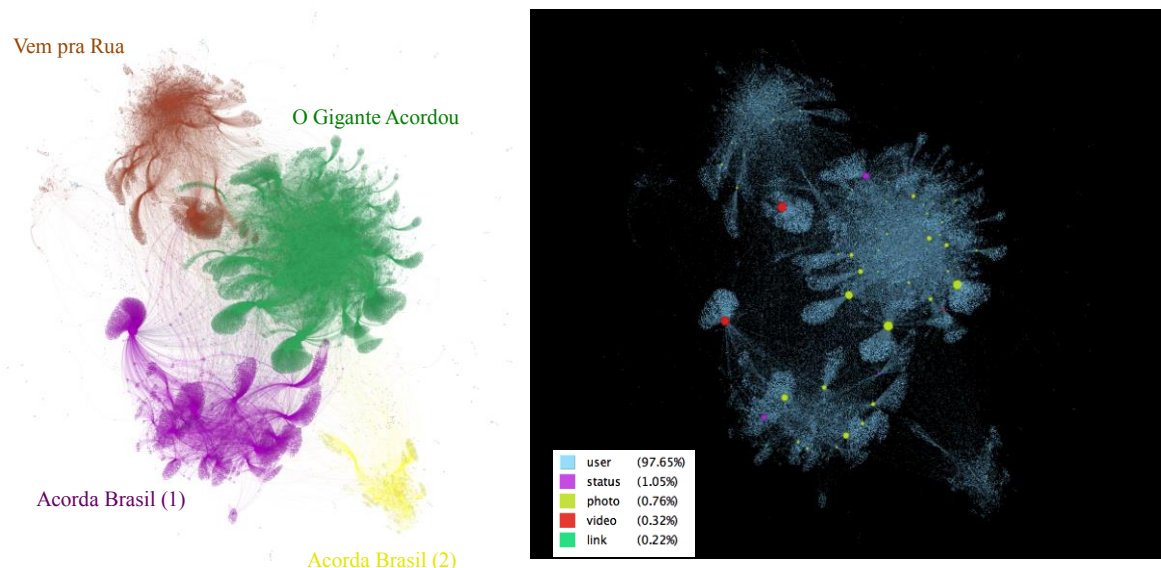 Vem pra Rua
O Gigante Acordou
Acorda Brasil (1)
Acorda Brasil (2)
user (97.65%)
status (1.05%)
photo (0.76%)
video (0.32%)
link (0.22%)